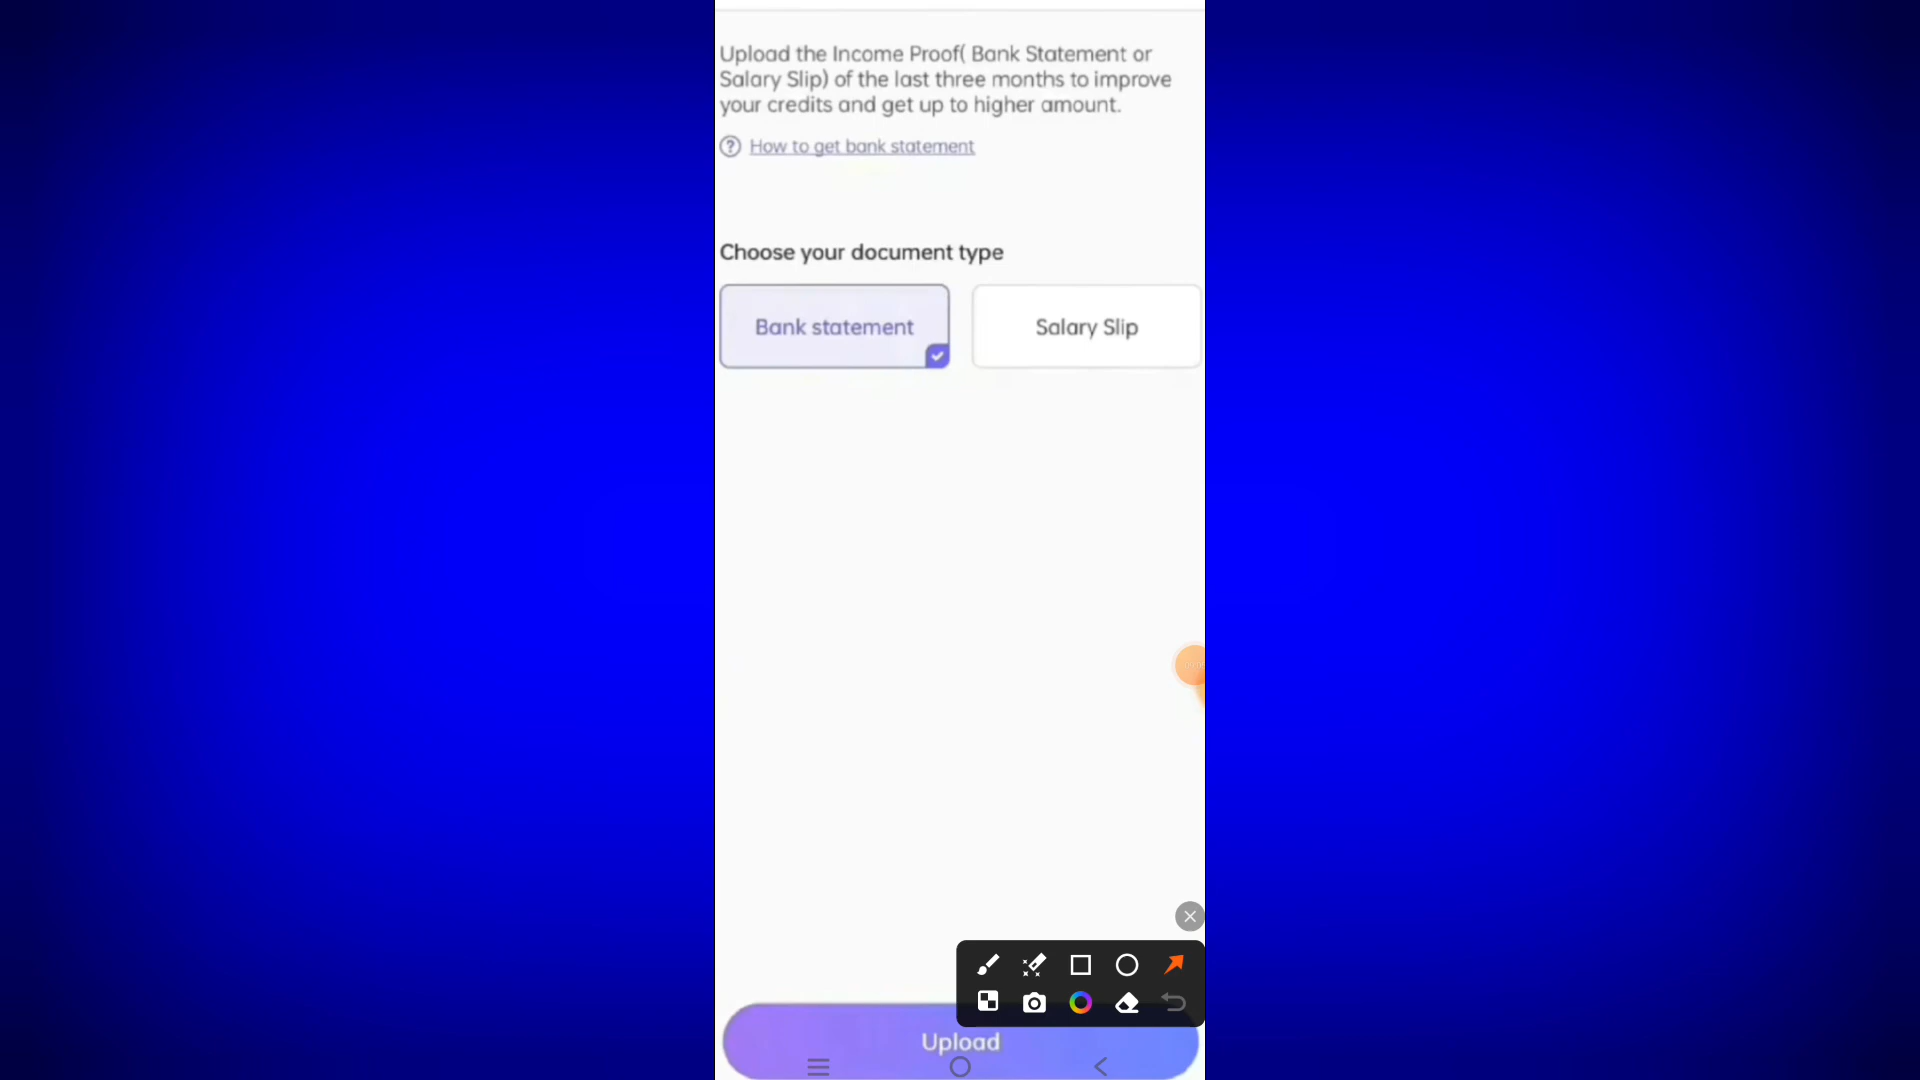 Upload the Income Proof( Bank Statement or
Salary Slip) of the last three months to improve
your credits and get up to higher amount.
How to get bank statement
Choose your document type
Bank statement
Salary Slip
Upload